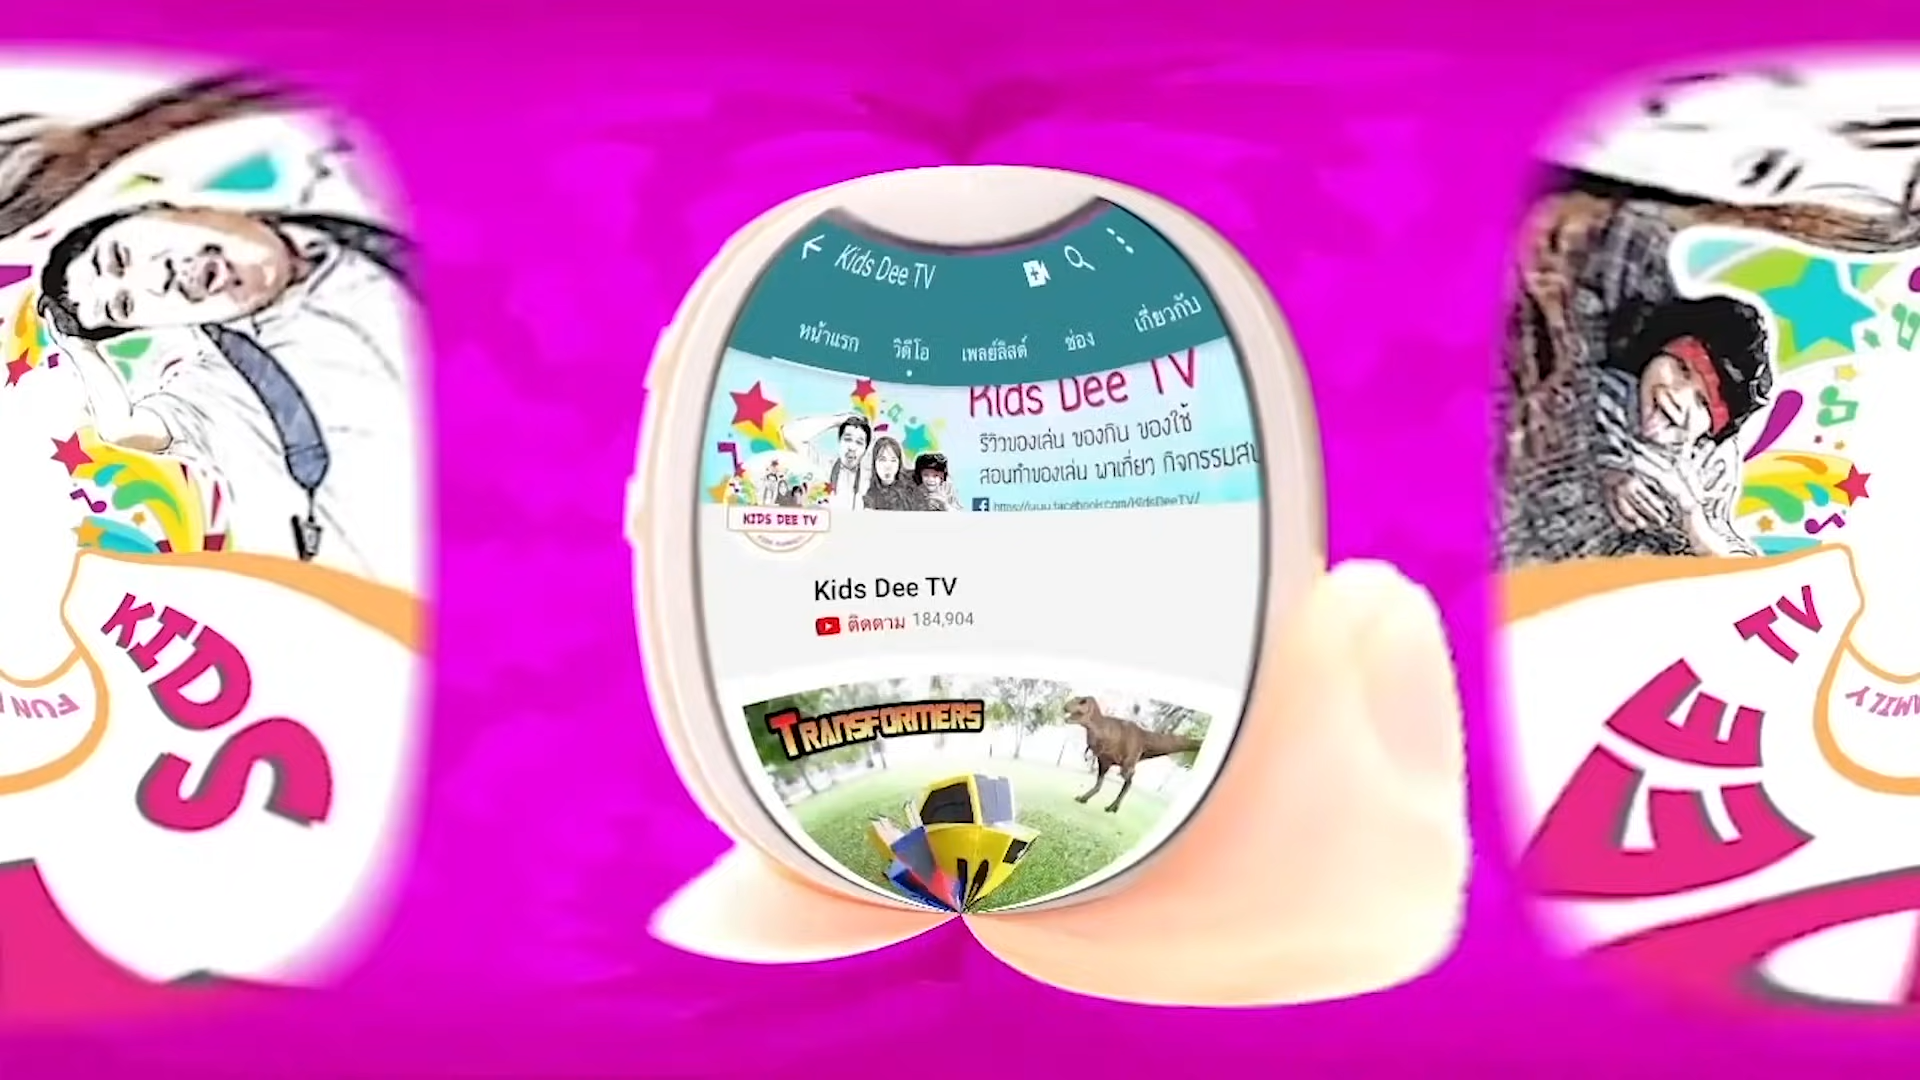 Kids Dee TV
หน้าแรก วิดีโอ เพลย์ลิสต์ ช่อง เกี่ยวกับ
Kids Dee TV
รีวิวของเล่น ของกิน ของใช้
สอนทำของเล่น พาเที่ยว กิจกรรมส
https://www.facebook.com/KidsDeeTV/
KIDS DEE TV
Kids Dee TV
ติดตาม 184,904
TRANSFORMERS
KIDS
FUN
EE TV
AMILY